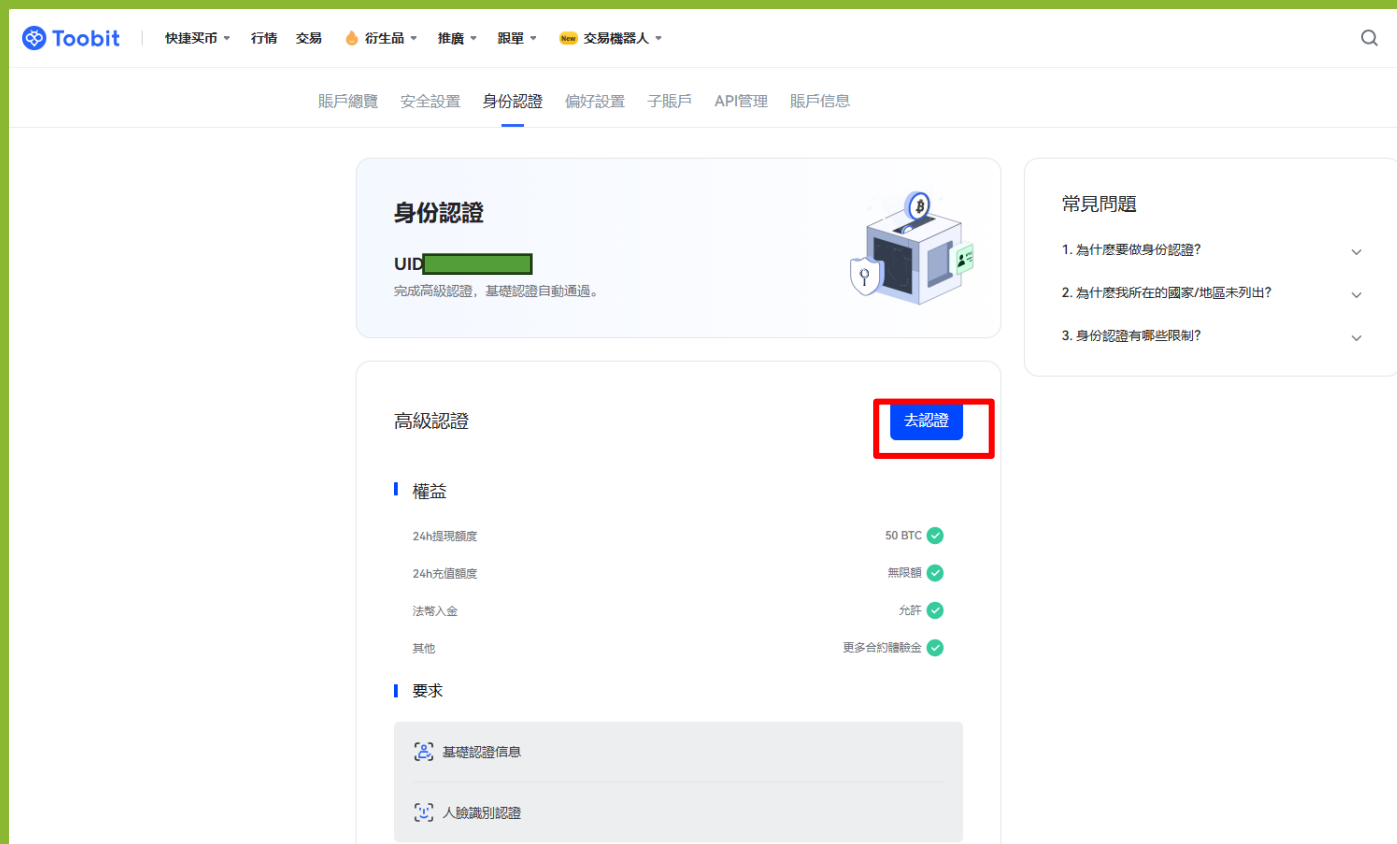 Toobit 快捷买币 行情 交易 衍生品 推廣 跟單 New 交易機器人
賬戶總覽 安全設置 身份認證 偏好設置 子賬戶 API管理 賬戶信息
身份認證
UID
完成高級認證，基礎認證自動通過。
常見問題
1. 為什麼要做身份認證？
2. 為什麼我所在的國家/地區未列出？
3. 身份認證有哪些限制？
高級認證
去認證
權益
24h提現額度 50 BTC
24h充值額度 無限額
法幣入金 允許
其他 更多合約體驗金
要求
基礎認證信息
人臉識別認證